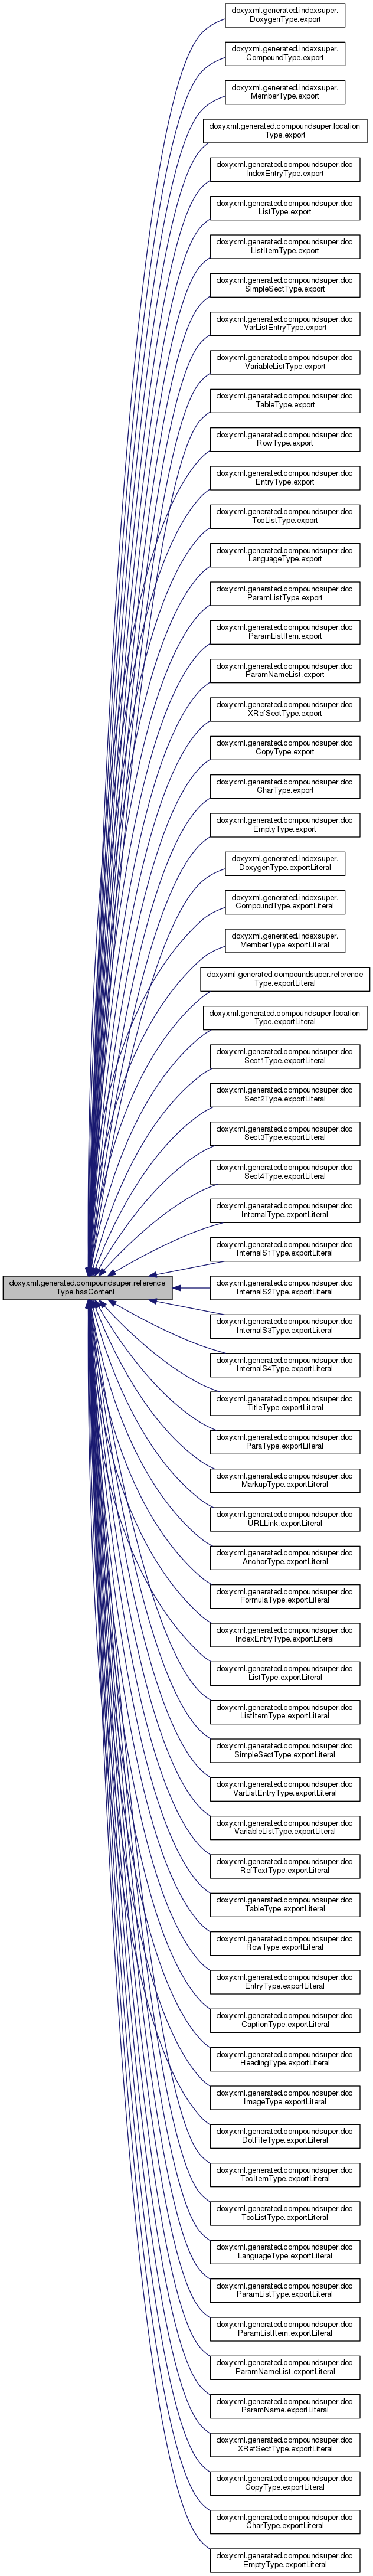 doxyxml.generated.indexsuper.
DoxygenType.export
doxyxml.generated.indexsuper.
CompoundType.export
doxyxml.generated.indexsuper.
MemberType.export
doxyxml.generated.compoundsuper.location
Type.export
doxyxml.generated.compoundsuper.doc
IndexEntryType.export
doxyxml.generated.compoundsuper.doc
ListType.export
doxyxml.generated.compoundsuper.doc
ListItemType.export
doxyxml.generated.compoundsuper.doc
SimpleSectType.export
doxyxml.generated.compoundsuper.doc
VarListEntryType.export
doxyxml.generated.compoundsuper.doc
VariableListType.export
doxyxml.generated.compoundsuper.doc
TableType.export
doxyxml.generated.compoundsuper.doc
RowType.export
doxyxml.generated.compoundsuper.doc
EntryType.export
doxyxml.generated.compoundsuper.doc
TocListType.export
doxyxml.generated.compoundsuper.doc
LanguageType.export
doxyxml.generated.compoundsuper.doc
ParamListType.export
doxyxml.generated.compoundsuper.doc
ParamListItem.export
doxyxml.generated.compoundsuper.doc
ParamNameList.export
doxyxml.generated.compoundsuper.doc
XRefSectType.export
doxyxml.generated.compoundsuper.doc
CopyType.export
doxyxml.generated.compoundsuper.doc
CharType.export
doxyxml.generated.compoundsuper.doc
EmptyType.export
doxyxml.generated.indexsuper.
DoxygenType.exportLiteral
doxyxml.generated.indexsuper.
CompoundType.exportLiteral
doxyxml.generated.indexsuper.
MemberType.exportLiteral
doxyxml.generated.compoundsuper.reference
Type.exportLiteral
doxyxml.generated.compoundsuper.location
Type.exportLiteral
doxyxml.generated.compoundsuper.doc
Sect1Type.exportLiteral
doxyxml.generated.compoundsuper.doc
Sect2Type.exportLiteral
doxyxml.generated.compoundsuper.doc
Sect3Type.exportLiteral
doxyxml.generated.compoundsuper.doc
Sect4Type.exportLiteral
doxyxml.generated.compoundsuper.doc
InternalType.exportLiteral
doxyxml.generated.compoundsuper.doc
InternalS1Type.exportLiteral
doxyxml.generated.compoundsuper.reference
Type.hasContent_
doxyxml.generated.compoundsuper.doc
InternalS2Type.exportLiteral
doxyxml.generated.compoundsuper.doc
InternalS3Type.exportLiteral
doxyxml.generated.compoundsuper.doc
InternalS4Type.exportLiteral
doxyxml.generated.compoundsuper.doc
TitleType.exportLiteral
doxyxml.generated.compoundsuper.doc
ParaType.exportLiteral
doxyxml.generated.compoundsuper.doc
MarkupType.exportLiteral
doxyxml.generated.compoundsuper.doc
URLLink.exportLiteral
doxyxml.generated.compoundsuper.doc
AnchorType.exportLiteral
doxyxml.generated.compoundsuper.doc
FormulaType.exportLiteral
doxyxml.generated.compoundsuper.doc
IndexEntryType.exportLiteral
doxyxml.generated.compoundsuper.doc
ListType.exportLiteral
doxyxml.generated.compoundsuper.doc
ListItemType.exportLiteral
doxyxml.generated.compoundsuper.doc
SimpleSectType.exportLiteral
doxyxml.generated.compoundsuper.doc
VarListEntryType.exportLiteral
doxyxml.generated.compoundsuper.doc
VariableListType.exportLiteral
doxyxml.generated.compoundsuper.doc
RefTextType.exportLiteral
doxyxml.generated.compoundsuper.doc
TableType.exportLiteral
doxyxml.generated.compoundsuper.doc
RowType.exportLiteral
doxyxml.generated.compoundsuper.doc
EntryType.exportLiteral
doxyxml.generated.compoundsuper.doc
CaptionType.exportLiteral
doxyxml.generated.compoundsuper.doc
HeadingType.exportLiteral
doxyxml.generated.compoundsuper.doc
ImageType.exportLiteral
doxyxml.generated.compoundsuper.doc
DotFileType.exportLiteral
doxyxml.generated.compoundsuper.doc
TocItemType.exportLiteral
doxyxml.generated.compoundsuper.doc
TocListType.exportLiteral
doxyxml.generated.compoundsuper.doc
LanguageType.exportLiteral
doxyxml.generated.compoundsuper.doc
ParamListType.exportLiteral
doxyxml.generated.compoundsuper.doc
ParamListItem.exportLiteral
doxyxml.generated.compoundsuper.doc
ParamNameList.exportLiteral
doxyxml.generated.compoundsuper.doc
ParamName.exportLiteral
doxyxml.generated.compoundsuper.doc
XRefSectType.exportLiteral
doxyxml.generated.compoundsuper.doc
CopyType.exportLiteral
doxyxml.generated.compoundsuper.doc
CharType.exportLiteral
doxyxml.generated.compoundsuper.doc
EmptyType.exportLiteral